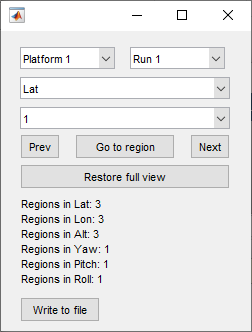 Platform 1 Run 1
Lat
1
Prev Go to region Next
Restore full view
Regions in Lat: 3
Regions in Lon: 3
Regions in Alt: 3
Regions in Yaw: 1
Regions in Pitch: 1
Regions in Roll: 1
Write to file